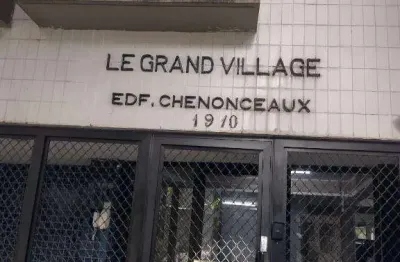 LE GRAND VILLAGE
EDF. CHENONCEAUX
1910